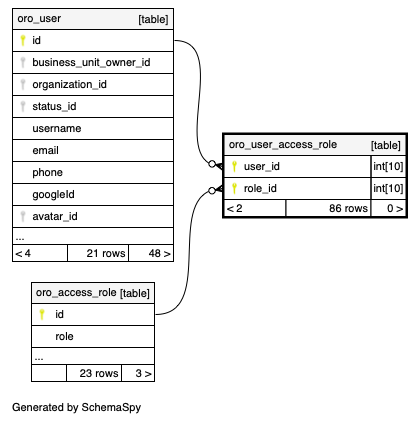 oro_user [table]
id
business_unit_owner_id
organization_id
status_id
username
email
phone
googleId
avatar_id
...
< 4 21 rows 48 >
oro_user_access_role [table]
user_id int[10]
role_id int[10]
< 2 86 rows 0 >
oro_access_role [table]
id
role
...
23 rows 3 >
Generated by SchemaSpy